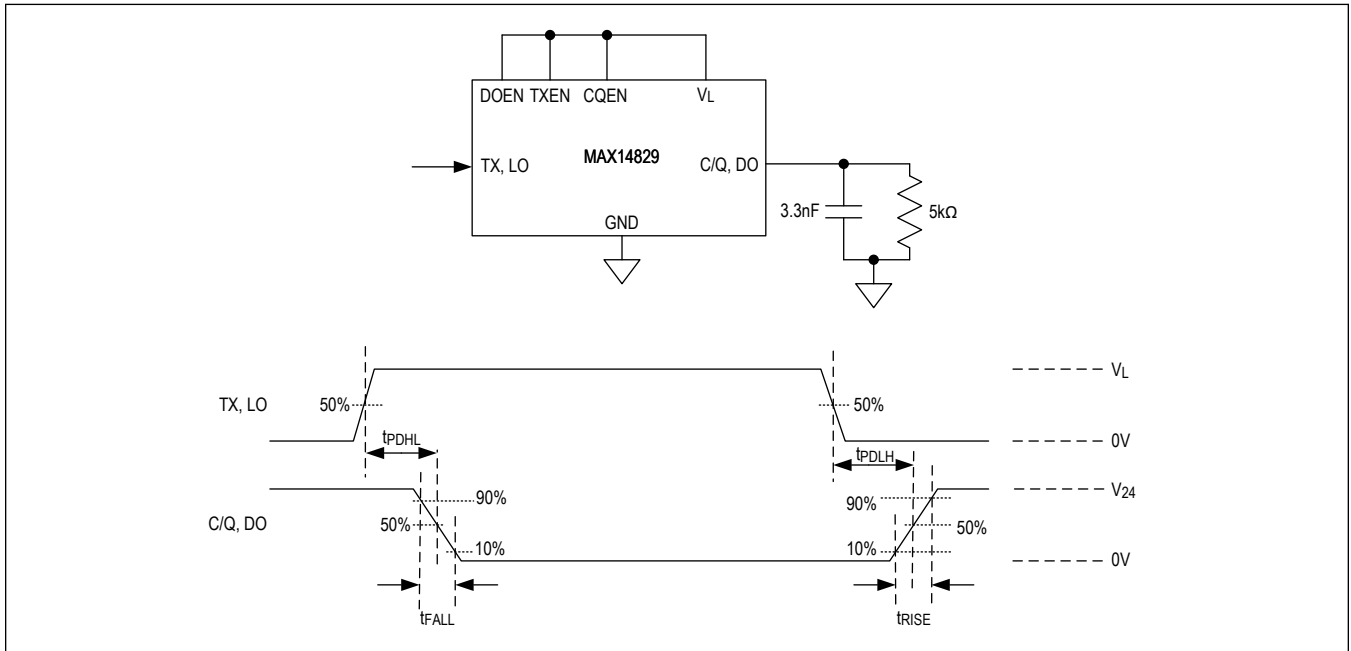 DOEN TXEN CQEN VL
TX, LO MAX14829 C/Q, DO
GND
3.3nF 5kΩ
VL
TX, LO 50% 50%
0V
tPDHL tPDLH
90% 90% V24
C/Q, DO 50% 50%
10% 10% 0V
tFALL tRISE